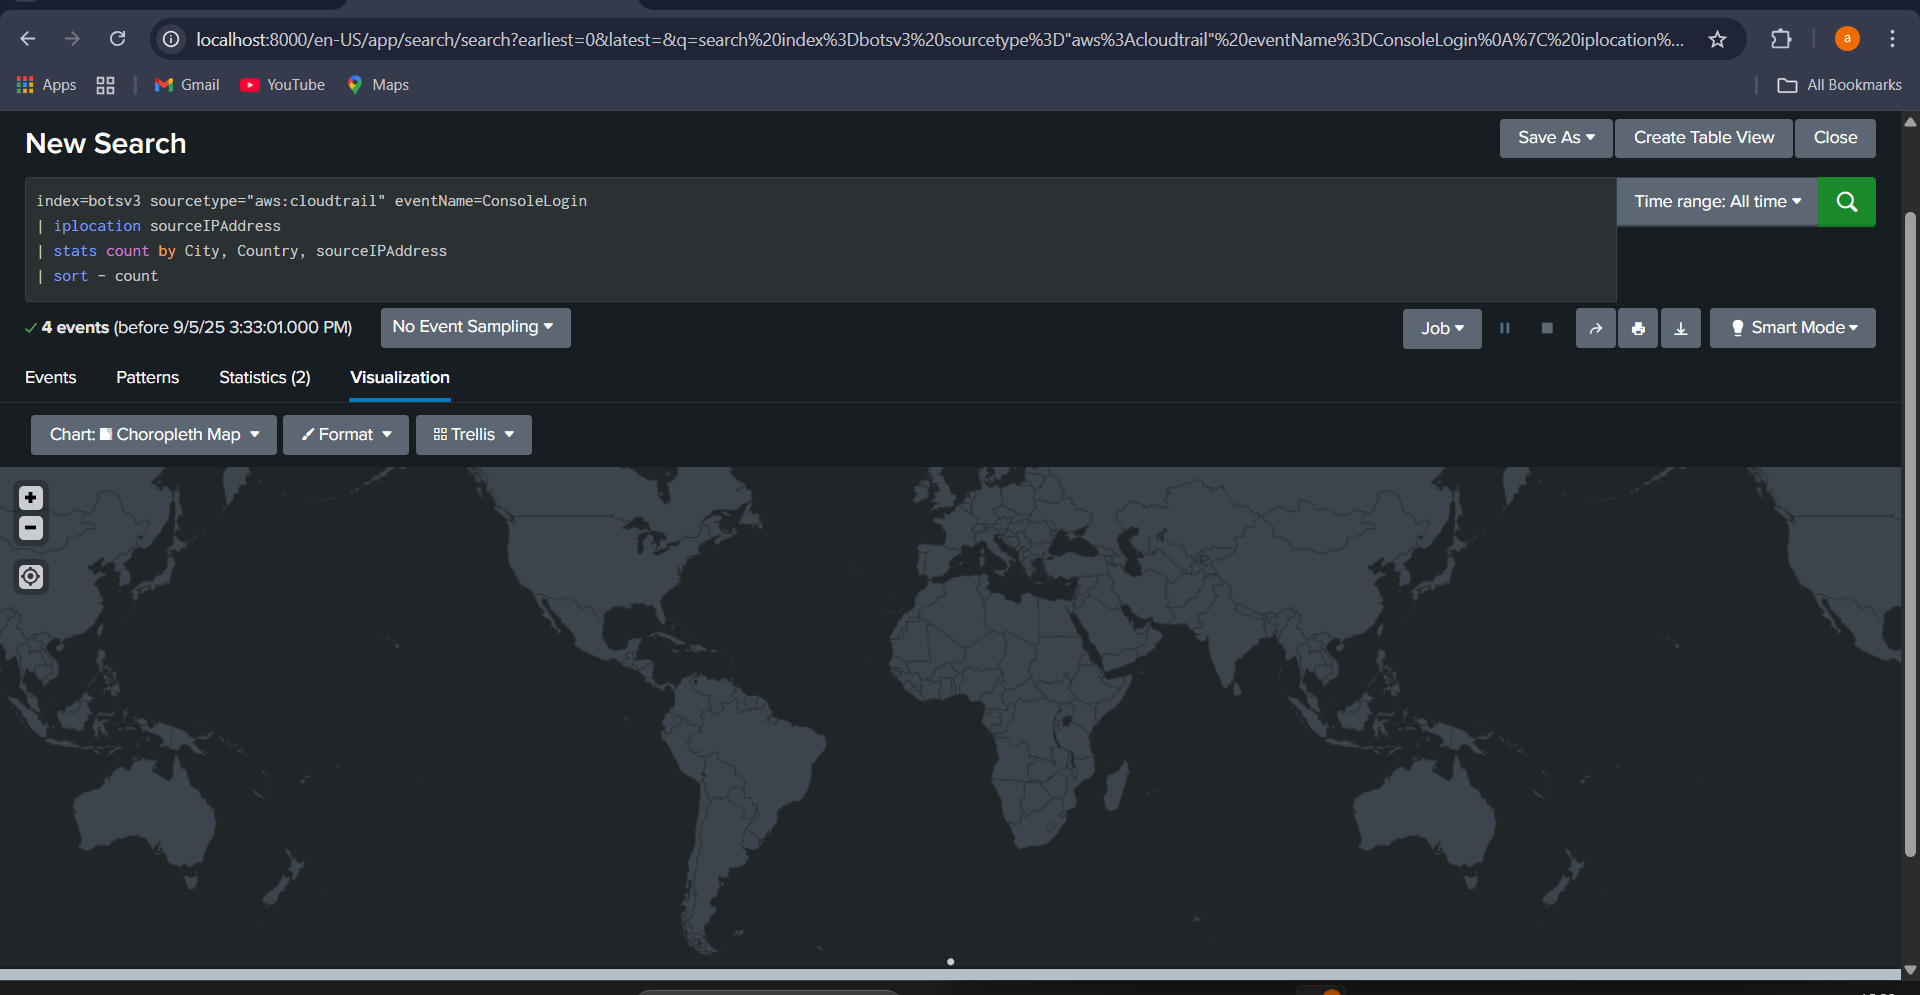 localhost:8000/en-US/app/search/search?earliest=0&latest=&q=search%20index%3Dbotsv3%20sourcetype%3D"aws%3Acloudtrail"%20eventName%3DConsoleLogin%0A%7C%20iplocation%...
a
Apps
Gmail
YouTube
Maps
All Bookmarks
New Search
Save As
Create Table View
Close
index=botsv3 sourcetype="aws:cloudtrail" eventName=ConsoleLogin
| iplocation sourceIPAddress
| stats count by City, Country, sourceIPAddress
| sort - count
Time range: All time
4 events (before 9/5/25 3:33:01.000 PM)
No Event Sampling
Job
Smart Mode
Events
Patterns
Statistics (2)
Visualization
Chart: Choropleth Map
Format
Trellis
+
-